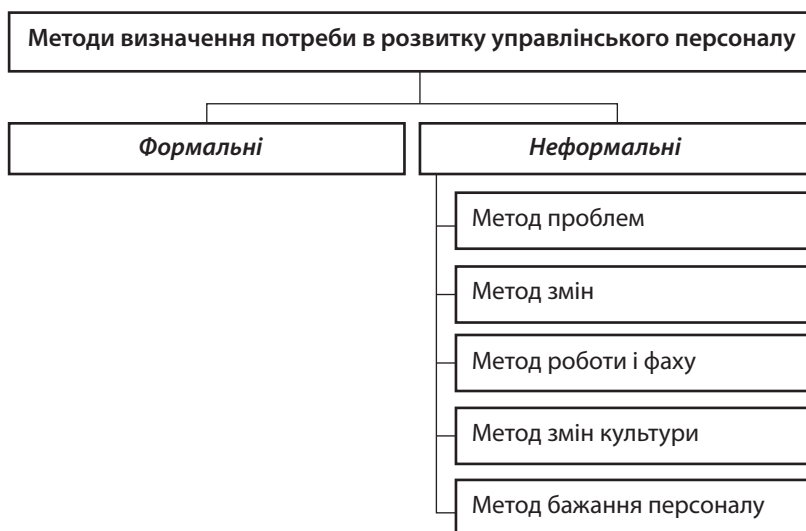 Методи визначення потреби в розвитку управлінського персоналу
Формальні
Неформальні
Метод проблем
Метод змін
Метод роботи і фаху
Метод змін культури
Метод бажання персоналу